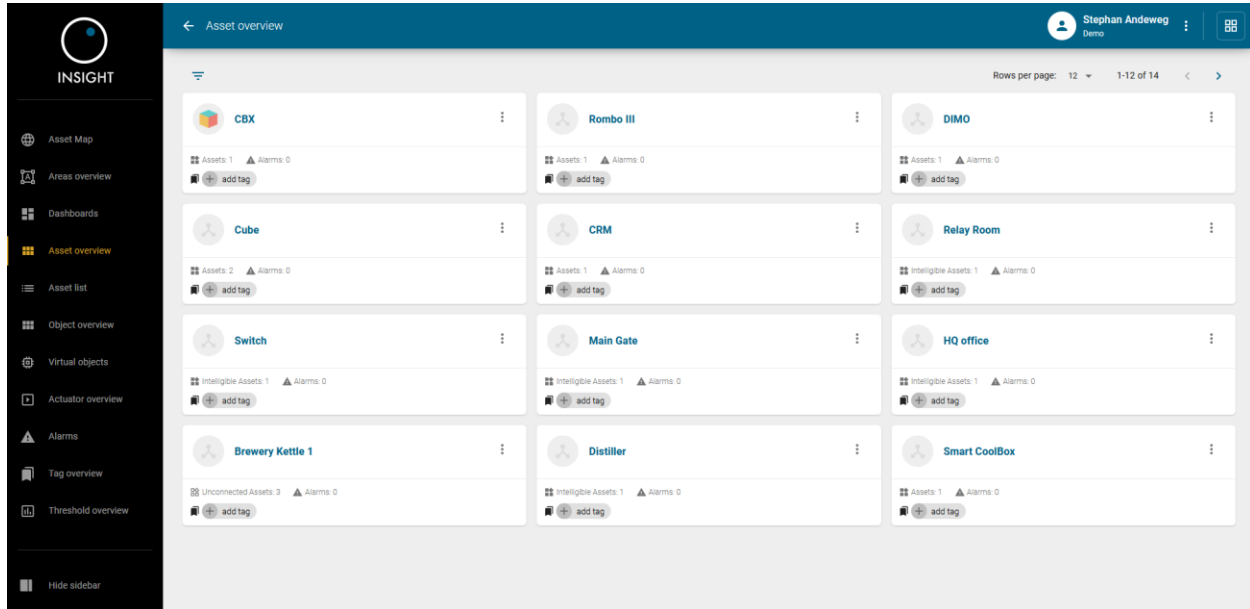 INSIGHT
Asset Map
Areas overview
Dashboards
Asset overview
Asset list
Object overview
Virtual objects
Actuator overview
Alarms
Tag overview
Threshold overview
Hide sidebar
Asset overview
Stephan Andeweg
Demo
Rows per page: 12 1-12 of 14
CBX
Assets: 1 Alarms: 0
add tag
Rombo III
Assets: 1 Alarms: 0
add tag
DIMO
Assets: 1 Alarms: 0
add tag
Cube
Assets: 2 Alarms: 0
add tag
CRM
Assets: 1 Alarms: 0
add tag
Relay Room
Intelligible Assets: 1 Alarms: 0
add tag
Switch
Intelligible Assets: 1 Alarms: 0
add tag
Main Gate
Intelligible Assets: 1 Alarms: 0
add tag
HQ office
Intelligible Assets: 1 Alarms: 0
add tag
Brewery Kettle 1
Unconnected Assets: 3 Alarms: 0
add tag
Distiller
Intelligible Assets: 1 Alarms: 0
add tag
Smart CoolBox
Assets: 1 Alarms: 0
add tag